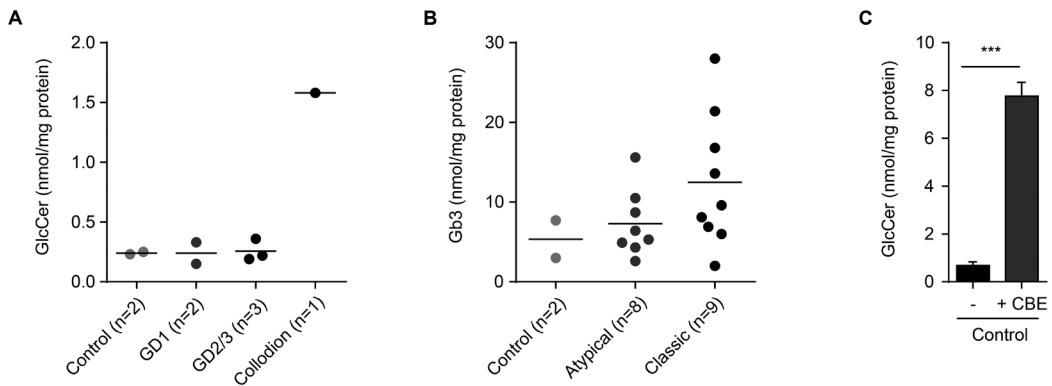 A
GlcCer (nmol/mg protein)
2.0
1.5
1.0
0.5
0.0
Control (n=2)
GD1 (n=2)
GD2/3 (n=3)
Collodion (n=1)
B
Gb3 (nmol/mg protein)
30
20
10
0
Control (n=2)
Atypical (n=8)
Classic (n=9)
C
GlcCer (nmol/mg protein)
10
8
6
4
2
0
***
- + CBE
Control